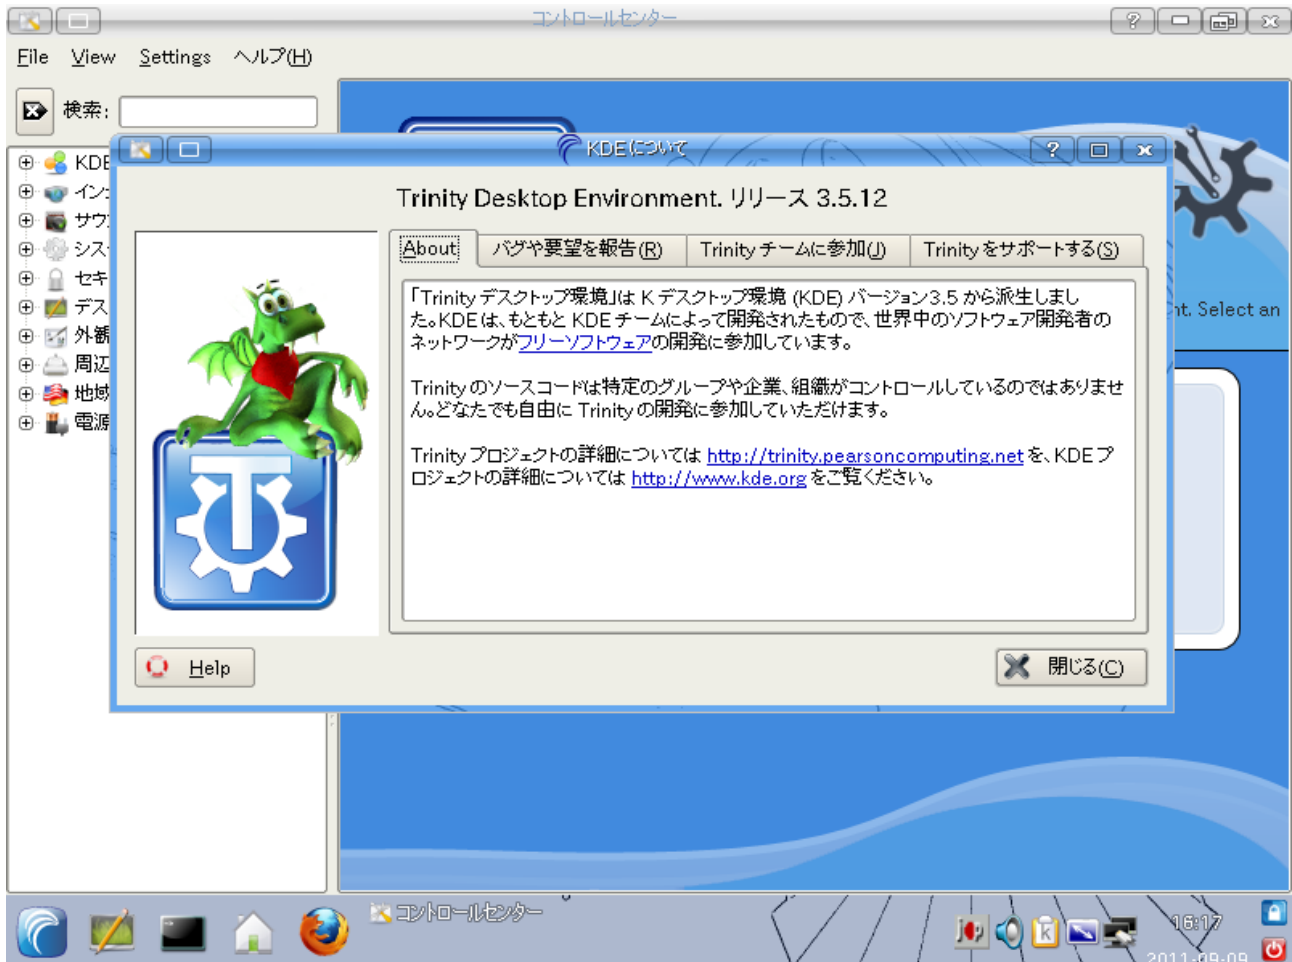 コントロールセンター
File View Settings ヘルプ(H)
検索:
KDEについて
Trinity Desktop Environment. リリース 3.5.12
About バグや要望を報告(R) Trinity チームに参加(J) Trinity をサポートする(S)
「Trinity デスクトップ環境」は K デスクトップ環境 (KDE) バージョン3.5 から派生しまし
た。KDE は、もともと KDE チームによって開発されたもので、世界中のソフトウェア開発者の
ネットワークがフリーソフトウェアの開発に参加しています。
Trinity のソースコードは特定のグループや企業、組織がコントロールしているのではありませ
ん。どなたでも自由に Trinity の開発に参加していただけます。
Trinity プロジェクトの詳細については http://trinity.pearsoncomputing.net を、KDE プ
ロジェクトの詳細については http://www.kde.org をご覧ください。
Help
閉じる(C)
KDE
イン
サウ
シス
セキ
デス
外観
周辺
地域
電源
nt. Select an
コントロールセンター
16:17
2011-09-09